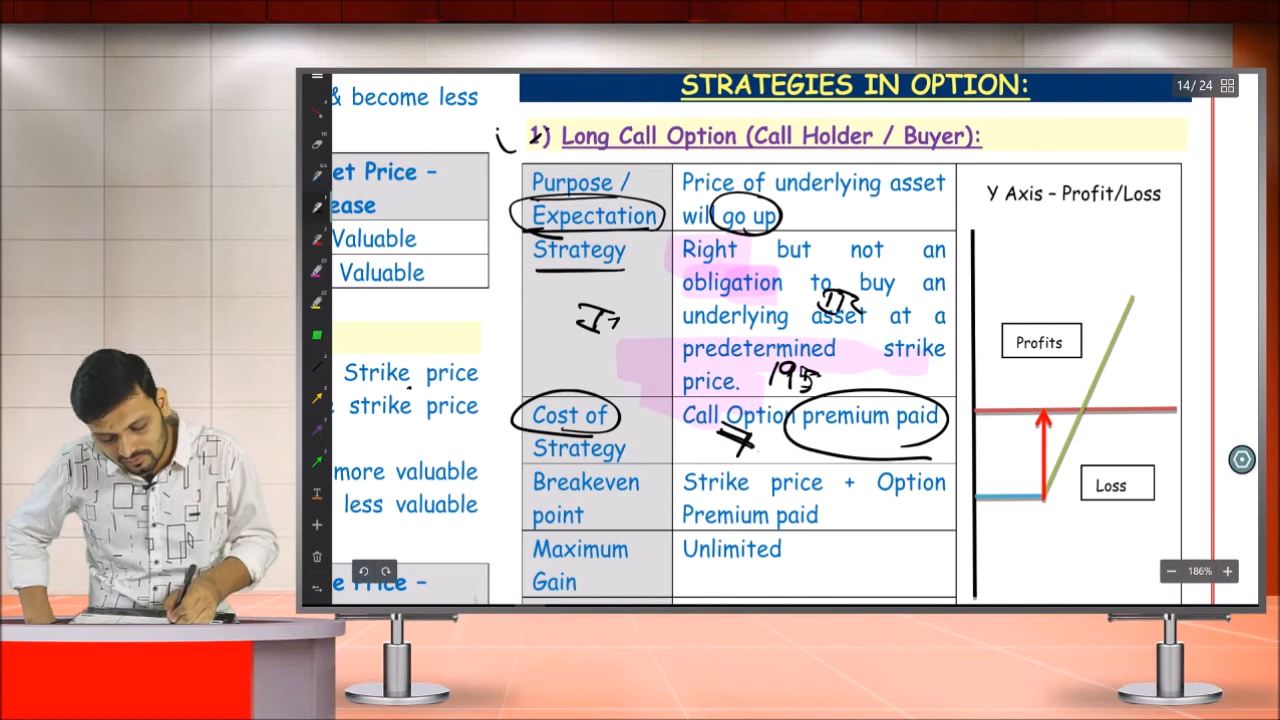 & become less
et Price –
ease
Valuable
Valuable
Strike price
strike price
more valuable
less valuable
e Price –
14/ 24
STRATEGIES IN OPTION:
1) Long Call Option (Call Holder / Buyer):
Purpose /
Expectation
Price of underlying asset
will go up
Strategy
Right but not an
obligation to buy an
underlying asset at a
predetermined strike
price.
195
Cost of
Strategy
Call Option premium paid
7
Breakeven
point
Strike price + Option
Premium paid
Maximum
Gain
Unlimited
Y Axis – Profit/Loss
Profits
Loss
186%